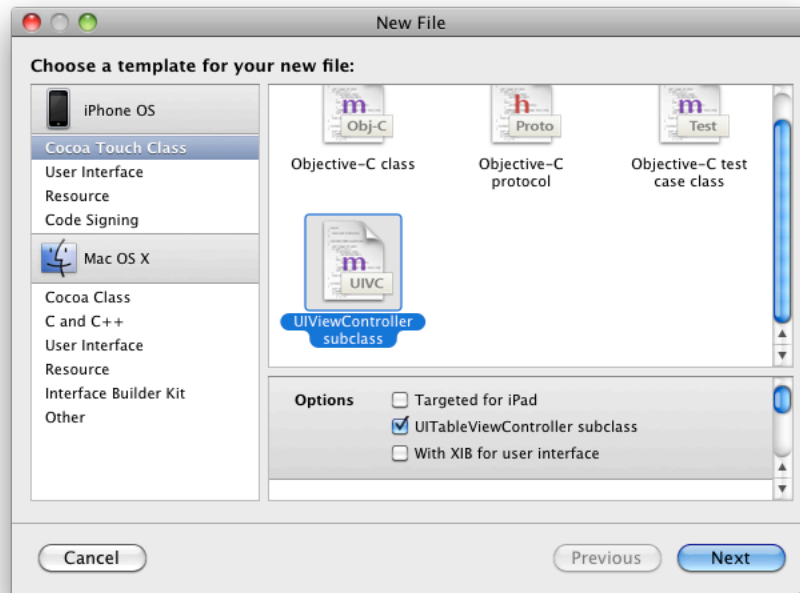 New File
Choose a template for your new file:
iPhone OS
Cocoa Touch Class
User Interface
Resource
Code Signing
Mac OS X
Cocoa Class
C and C++
User Interface
Resource
Interface Builder Kit
Other
m
Obj-C
Objective-C class
h
Proto
Objective-C
protocol
m
Test
Objective-C test
case class
m
UIVC
UIViewController
subclass
Options
Targeted for iPad
UITableViewController subclass
With XIB for user interface
Cancel
Previous
Next